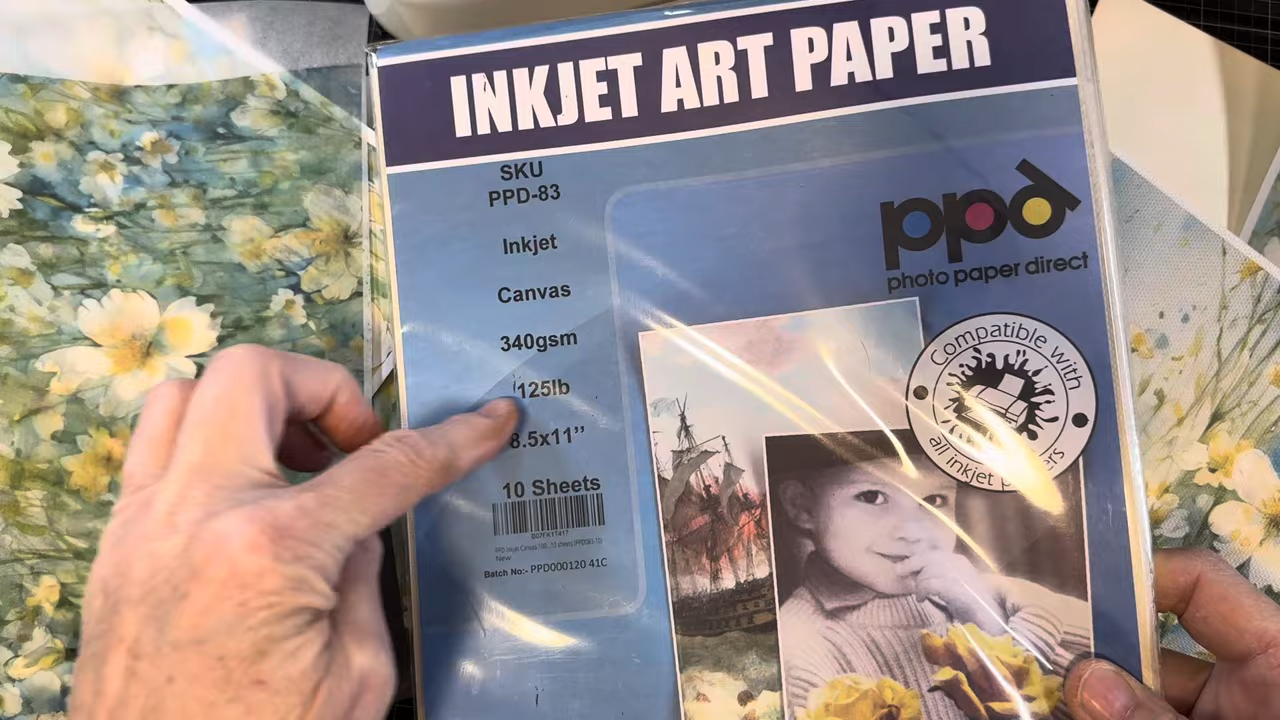 INKJET ART PAPER
SKU
PPD-83
Inkjet
Canvas
340gsm
125lb
8.5x11’’
10 Sheets
New
Batch No:- PPD000120 41C
ppd
photo paper direct
Compatible with
all inkjet